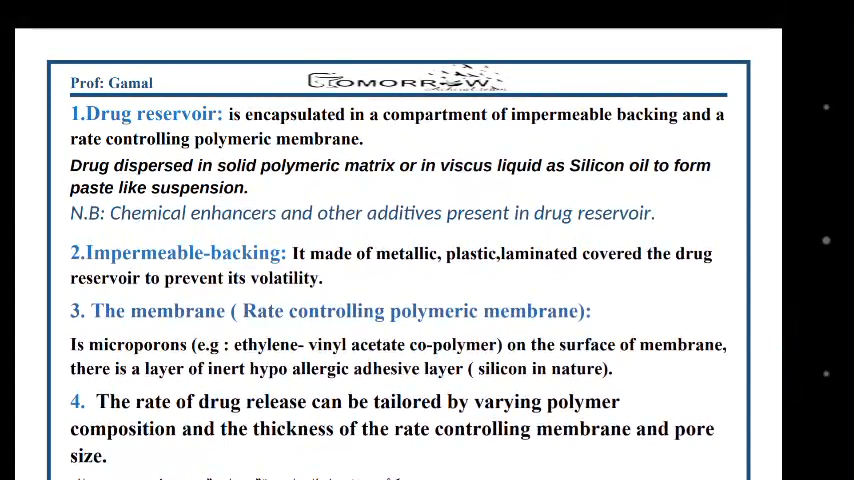 Prof: Gamal
TOMORROW
1.Drug reservoir: is encapsulated in a compartment of impermeable backing and a
rate controlling polymeric membrane.
Drug dispersed in solid polymeric matrix or in viscus liquid as Silicon oil to form
paste like suspension.
N.B: Chemical enhancers and other additives present in drug reservoir.
2.Impermeable-backing: It made of metallic, plastic,laminated covered the drug
reservoir to prevent its volatility.
3. The membrane ( Rate controlling polymeric membrane):
Is microporons (e.g : ethylene- vinyl acetate co-polymer) on the surface of membrane,
there is a layer of inert hypo allergic adhesive layer ( silicon in nature).
4. The rate of drug release can be tailored by varying polymer
composition and the thickness of the rate controlling membrane and pore
size.